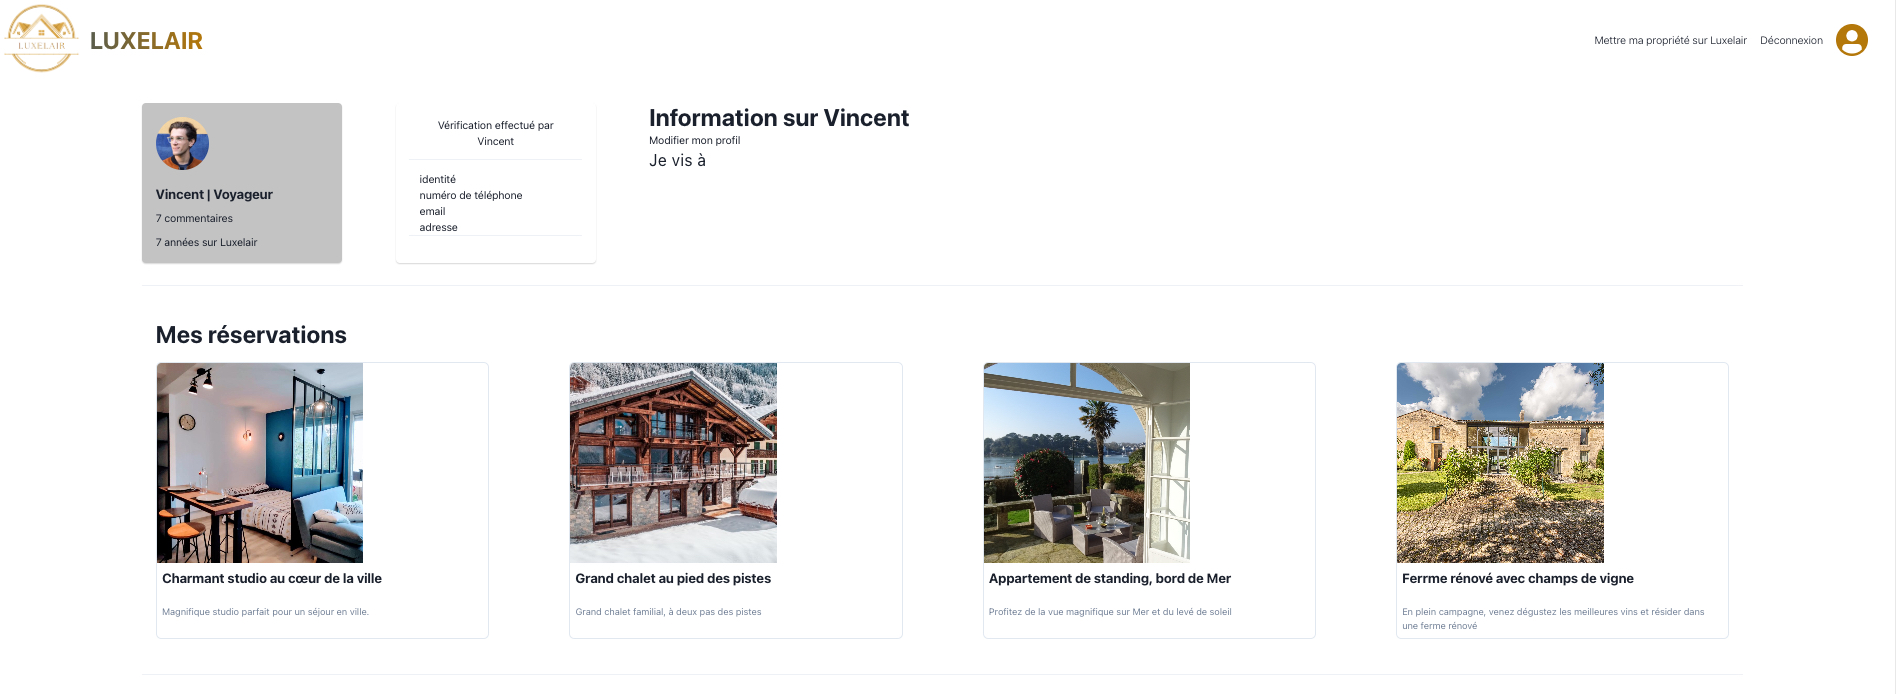 LUXELAIR
LUXELAIR
Mettre ma propriété sur Luxelair
Déconnexion
Vincent | Voyageur
7 commentaires
7 années sur Luxelair
Vérification effectué par
Vincent
identité
numéro de téléphone
email
adresse
Information sur Vincent
Modifier mon profil
Je vis à
Mes réservations
Charmant studio au cœur de la ville
Magnifique studio parfait pour un séjour en ville.
Grand chalet au pied des pistes
Grand chalet familial, à deux pas des pistes
Appartement de standing, bord de Mer
Profitez de la vue magnifique sur Mer et du levé de soleil
Ferrme rénové avec champs de vigne
En plein campagne, venez dégustez les meilleures vins et résider dans
une ferme rénové